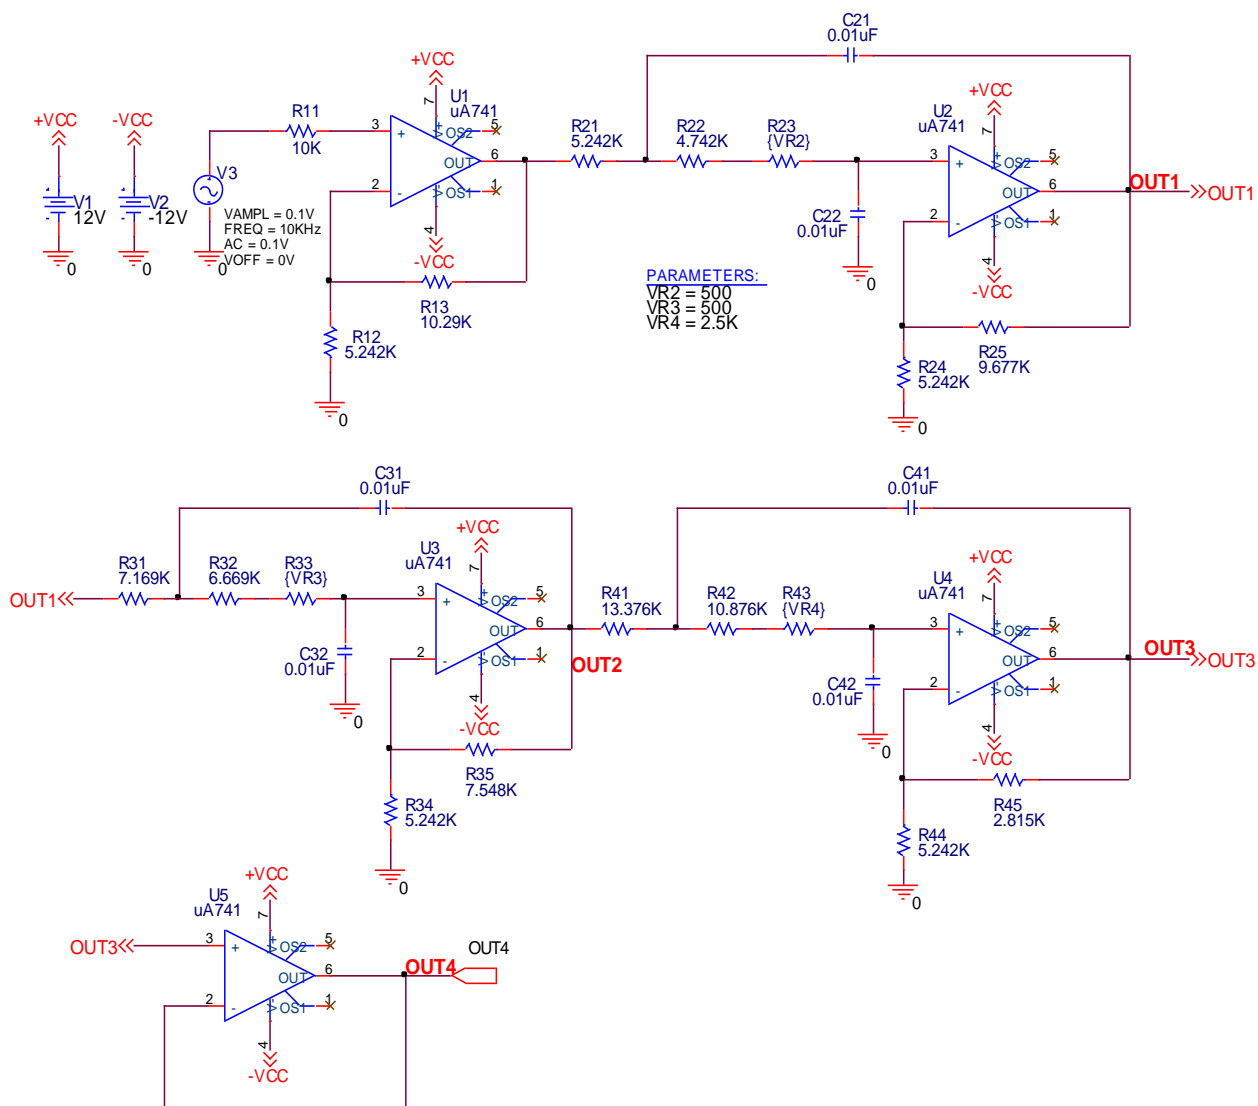 C21
0.01uF
+VCC
-VCC
V1
12V
0
V2
-12V
0
V3
VAMPL = 0.1V
FREQ = 10KHz
AC = 0.1V
VOFF = 0V
0
R11
10K
+VCC
7
U1
uA741
3
+
V+
OS2
5
OUT
6
2
-
V-
OS1
1
4
-VCC
R13
10.29K
R12
5.242K
0
R21
5.242K
R22
4.742K
R23
{VR2}
C22
0.01uF
0
PARAMETERS:
VR2 = 500
VR3 = 500
VR4 = 2.5K
+VCC
7
U2
uA741
3
+
V+
OS2
5
OUT
6
OUT1
OUT1
2
-
V-
OS1
1
4
-VCC
R25
9.677K
R24
5.242K
0
C31
0.01uF
OUT1
R31
7.169K
R32
6.669K
R33
{VR3}
C32
0.01uF
0
+VCC
7
U3
uA741
3
+
V+
OS2
5
OUT
6
OUT2
2
-
V-
OS1
1
4
-VCC
R35
7.548K
R34
5.242K
0
C41
0.01uF
R41
13.376K
R42
10.876K
R43
{VR4}
C42
0.01uF
0
+VCC
7
U4
uA741
3
+
V+
OS2
5
OUT
6
OUT3
OUT3
2
-
V-
OS1
1
4
-VCC
R45
2.815K
R44
5.242K
0
+VCC
7
U5
uA741
OUT3
3
+
V+
OS2
5
OUT
6
OUT4
OUT4
2
-
V-
OS1
1
4
-VCC